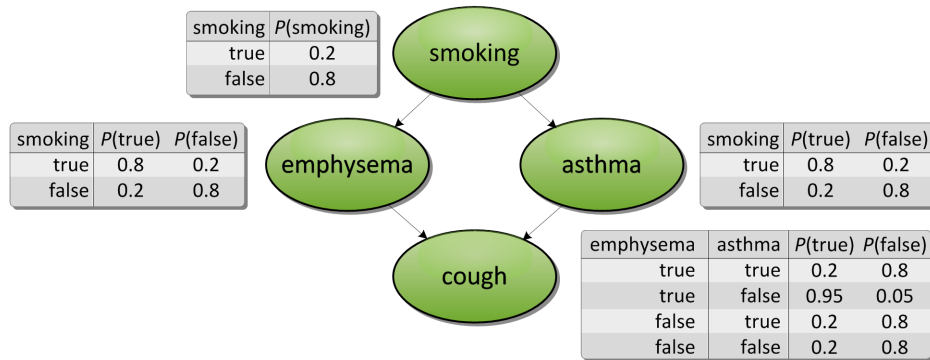 smoking P(smoking)
true 0.2
false 0.8
smoking
smoking P(true) P(false)
true 0.8 0.2
false 0.2 0.8
emphysema
asthma
smoking P(true) P(false)
true 0.8 0.2
false 0.2 0.8
cough
emphysema asthma P(true) P(false)
true true 0.2 0.8
true false 0.95 0.05
false true 0.2 0.8
false false 0.2 0.8